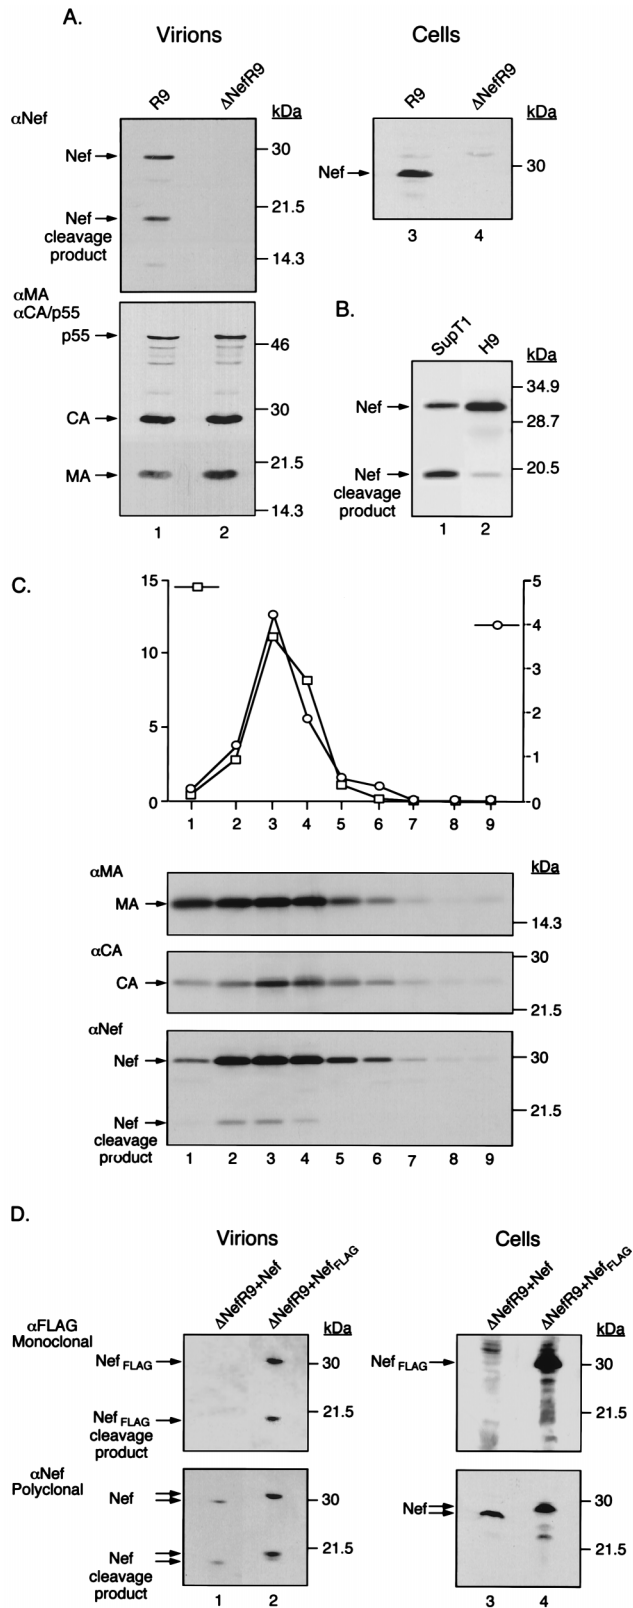 A.
Virions
Cells
R9
ΔNefR9
kDa
R9
ΔNefR9
kDa
αNef
Nef
30
Nef
30
Nef
cleavage
product
21.5
14.3
3 4
αMA
αCA/p55
p55
46
CA
30
MA
21.5
14.3
1 2
B.
SupT1
H9
kDa
34.9
Nef
28.7
Nef
cleavage
product
20.5
1 2
C.
15
10
5
0
5
4
3
2
1
0
1 2 3 4 5 6 7 8 9
αMA
kDa
MA
14.3
αCA
30
CA
21.5
αNef
Nef
30
21.5
Nef
cleavage
product
1 2 3 4 5 6 7 8 9
D.
Virions
Cells
ΔNefR9+Nef
ΔNefR9+NefFLAG
kDa
ΔNefR9+Nef
ΔNefR9+NefFLAG
kDa
αFLAG
Monoclonal
Nef FLAG
30
Nef FLAG
30
Nef FLAG
cleavage
product
21.5
21.5
αNef
Polyclonal
Nef
30
Nef
30
Nef
cleavage
product
21.5
21.5
1 2
3 4